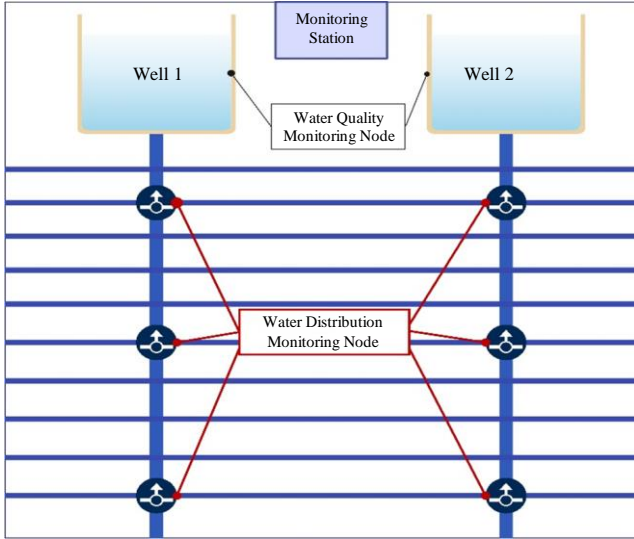 Monitoring
Station
Well 1
Well 2
Water Quality
Monitoring Node
Water Distribution
Monitoring Node